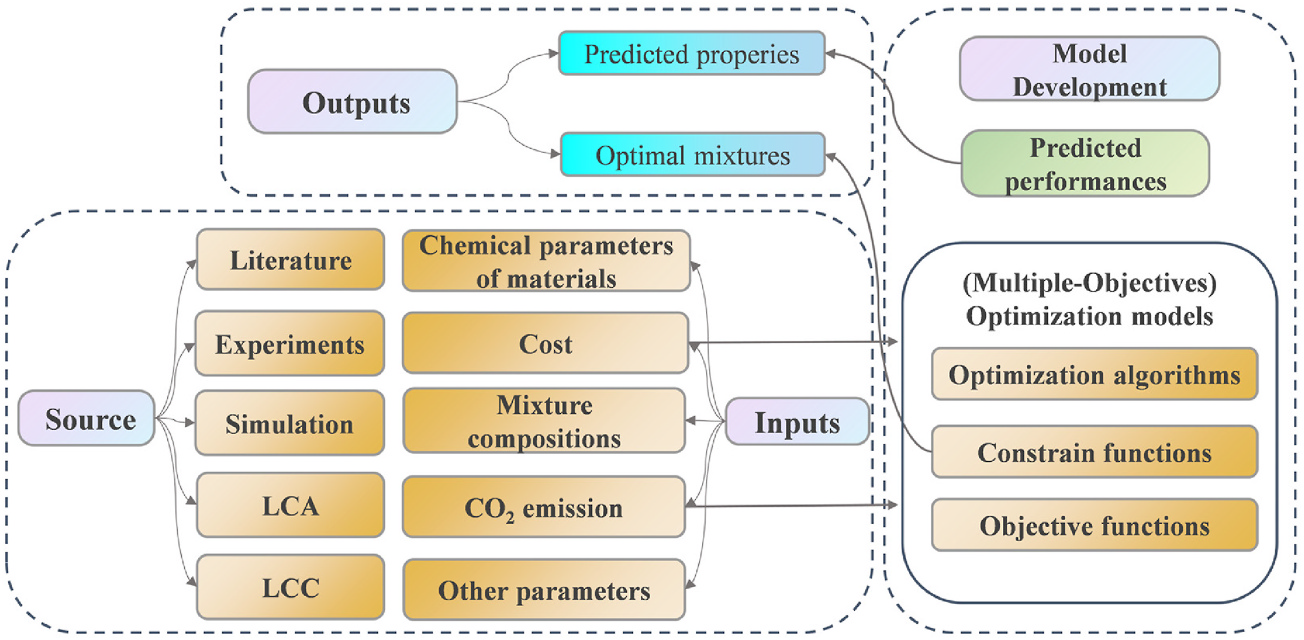 Outputs
Predicted properies
Optimal mixtures
Model
Development
Predicted
performances
Source
Literature
Experiments
Simulation
LCA
LCC
Chemical parameters
of materials
Cost
Mixture
compositions
CO₂ emission
Other parameters
Inputs
(Multiple-Objectives)
Optimization models
Optimization algorithms
Constrain functions
Objective functions